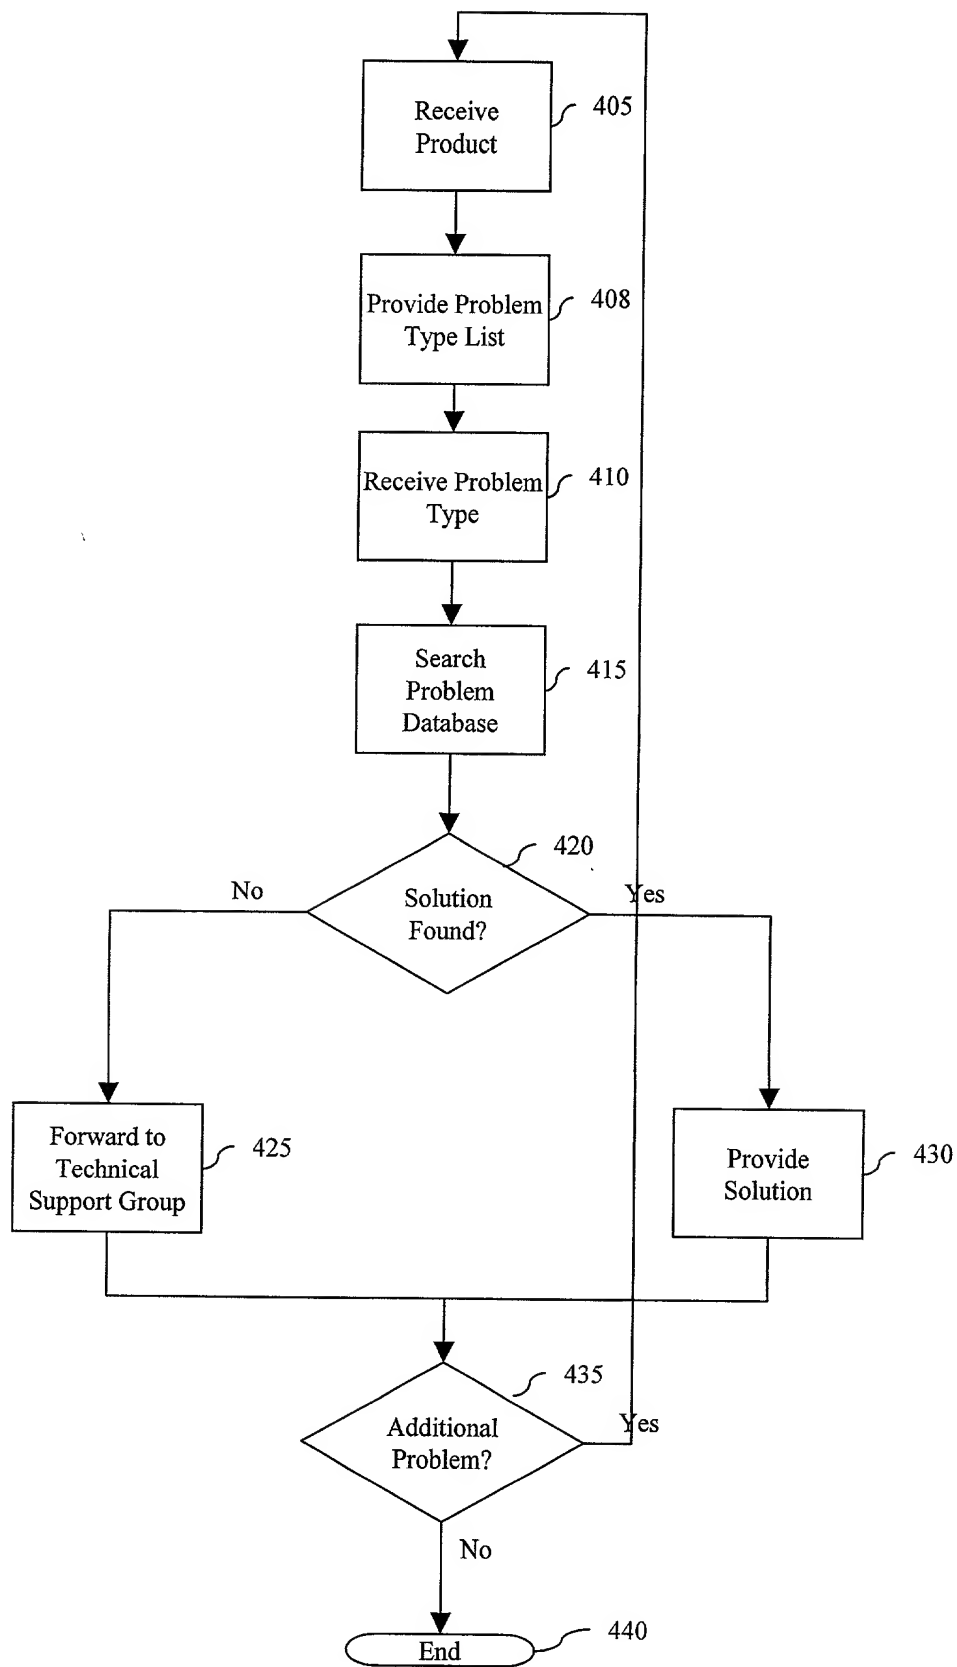 Receive
Product
405
Provide Problem
Type List
408
Receive Problem
Type
410
Search
Problem
Database
415
Solution
Found?
420
No
Yes
Forward to
Technical
Support Group
425
Provide
Solution
430
Additional
Problem?
435
Yes
No
End
440